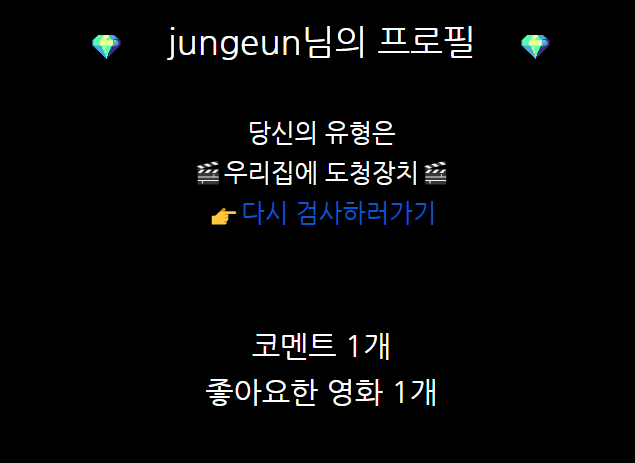 💎 jungeun님의 프로필 💎
당신의 유형은
🎬우리집에 도청장치🎬
👉다시 검사하러가기
코멘트 1개
좋아요한 영화 1개